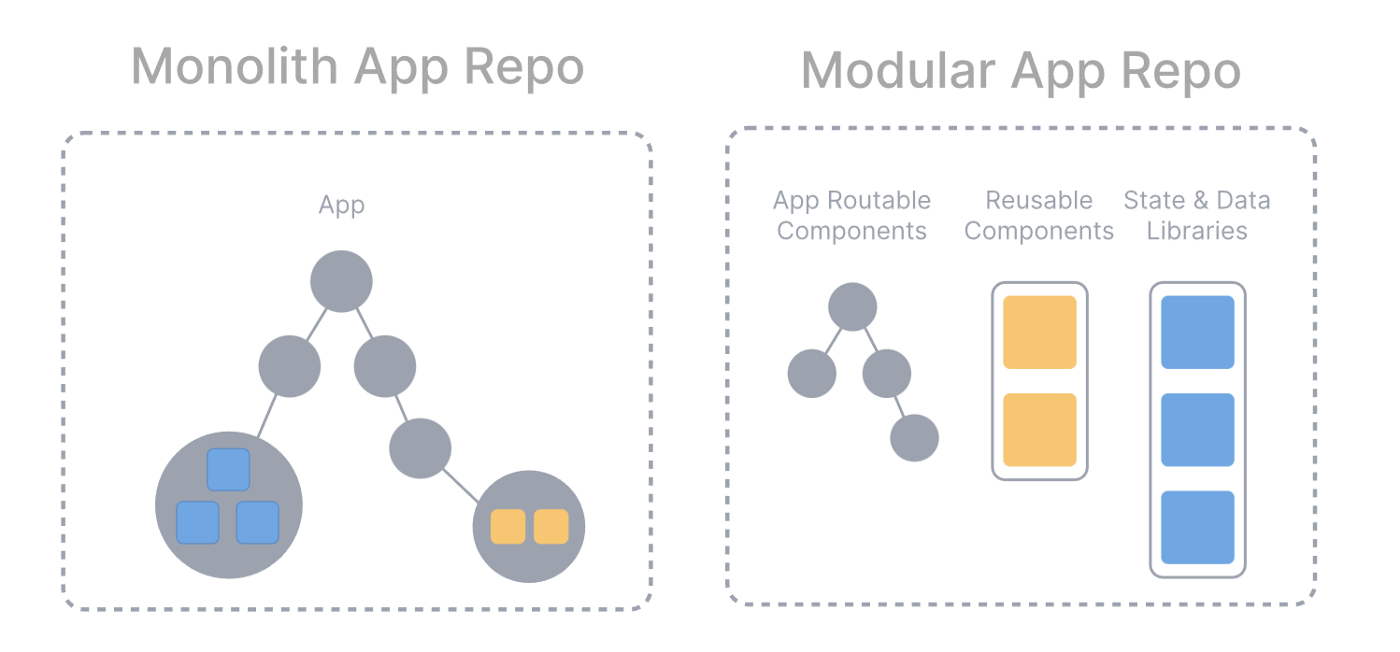 Monolith App Repo
App
Modular App Repo
App Routable
Components
Reusable
Components
State & Data
Libraries